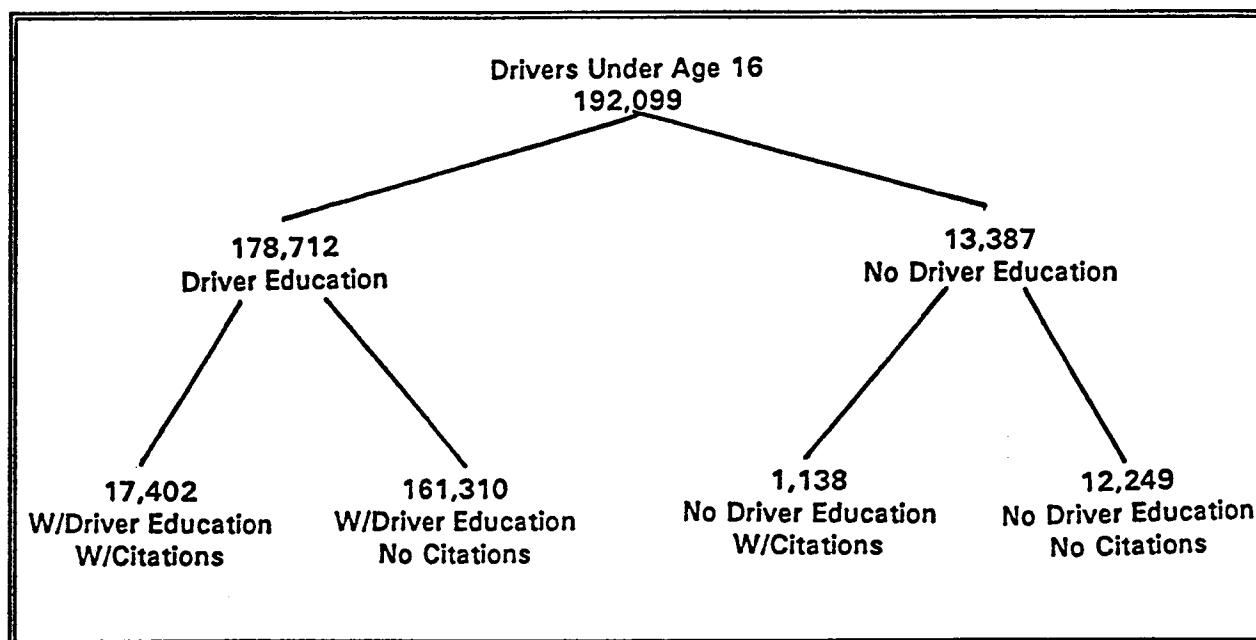 Drivers Under Age 16
192,099
178,712
Driver Education
13,387
No Driver Education
17,402
W/Driver Education
W/Citations
161,310
W/Driver Education
No Citations
1,138
No Driver Education
W/Citations
12,249
No Driver Education
No Citations